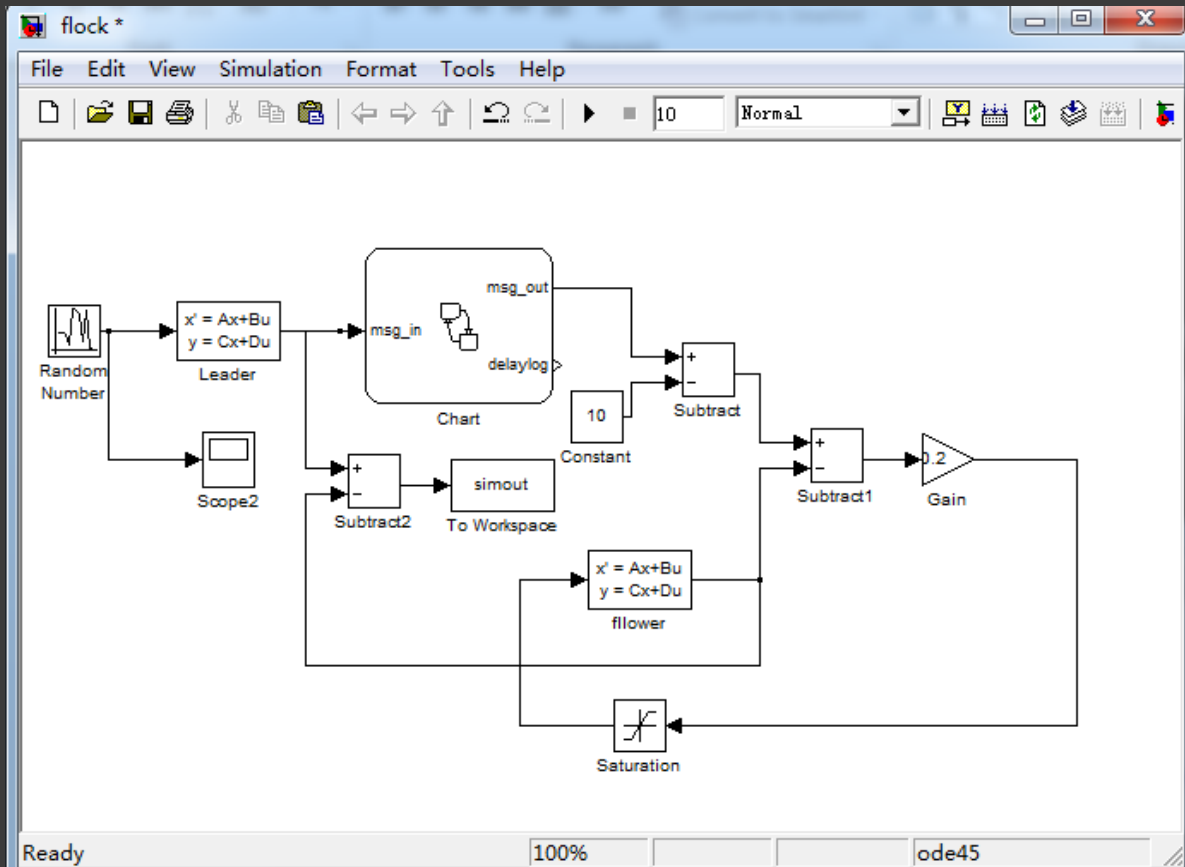 flock *
File Edit View Simulation Format Tools Help
10 Normal
msg_out
x' = Ax+Bu
y = Cx+Du
msg_in
Random
Number
Leader
delaylog
Chart
+
−
Subtract
10
Constant
+
−
Subtract1
0.2
Gain
Scope2
+
−
Subtract2
simout
To Workspace
x' = Ax+Bu
y = Cx+Du
fllower
Saturation
Ready 100% ode45